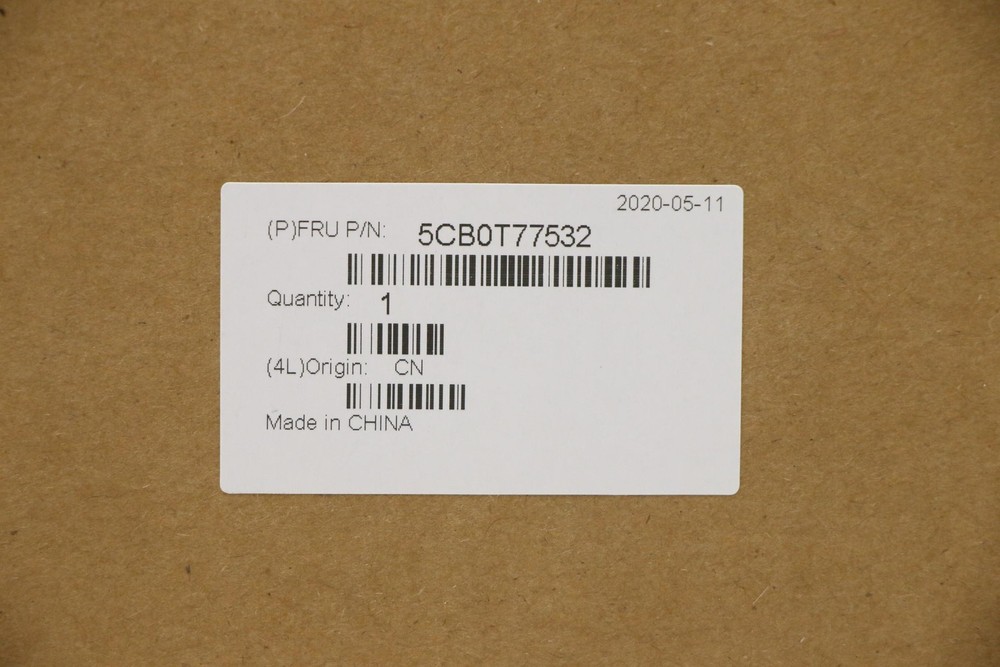 2020-05-11
(P)FRU P/N: 5CB0T77532
Quantity: 1
(4L)Origin: CN
Made in CHINA